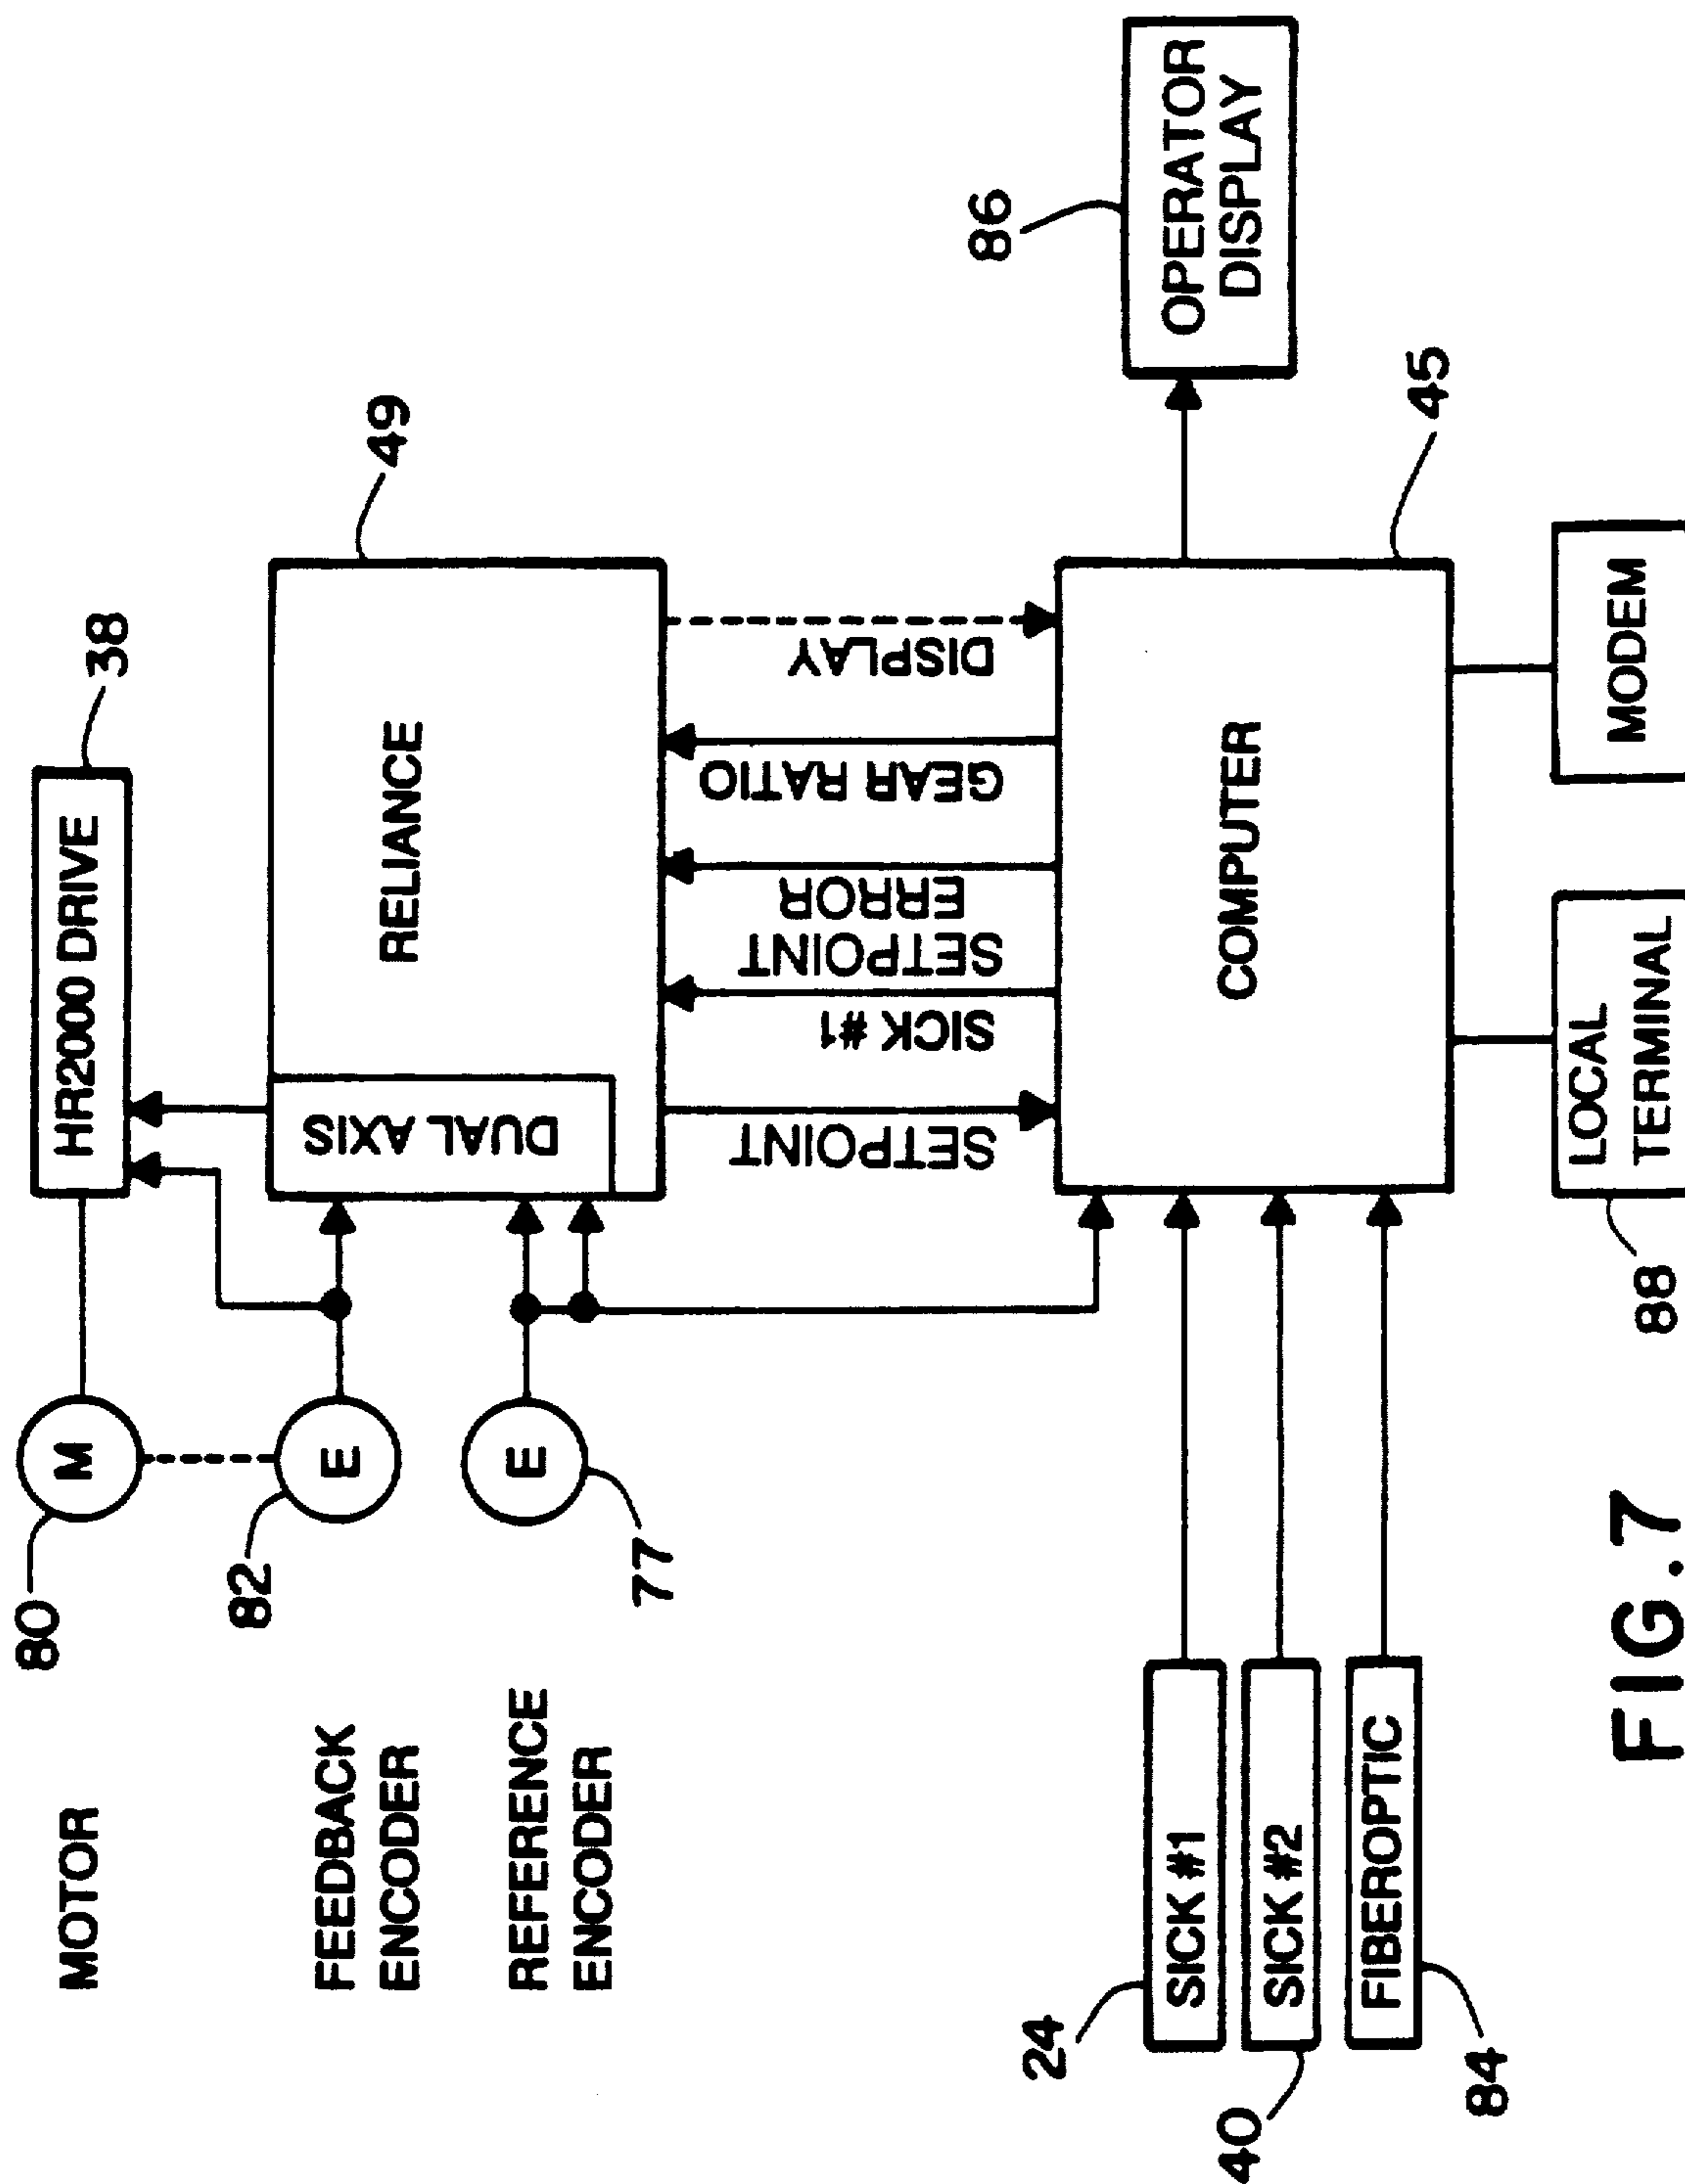 MOTOR
80
M
HR2000 DRIVE
38
FEEDBACK
ENCODER
82
E
REFERENCE
ENCODER
77
E
DUAL AXIS
RELIANCE
49
SETPOINT
SICK #1
SETPOINT
ERROR
GEAR RATIO
DISPLAY
24
SICK #1
40
SICK #2
84
FIBEROPTIC
COMPUTER
45
86
OPERATOR
DISPLAY
88
LOCAL
TERMINAL
MODEM
FIG.7